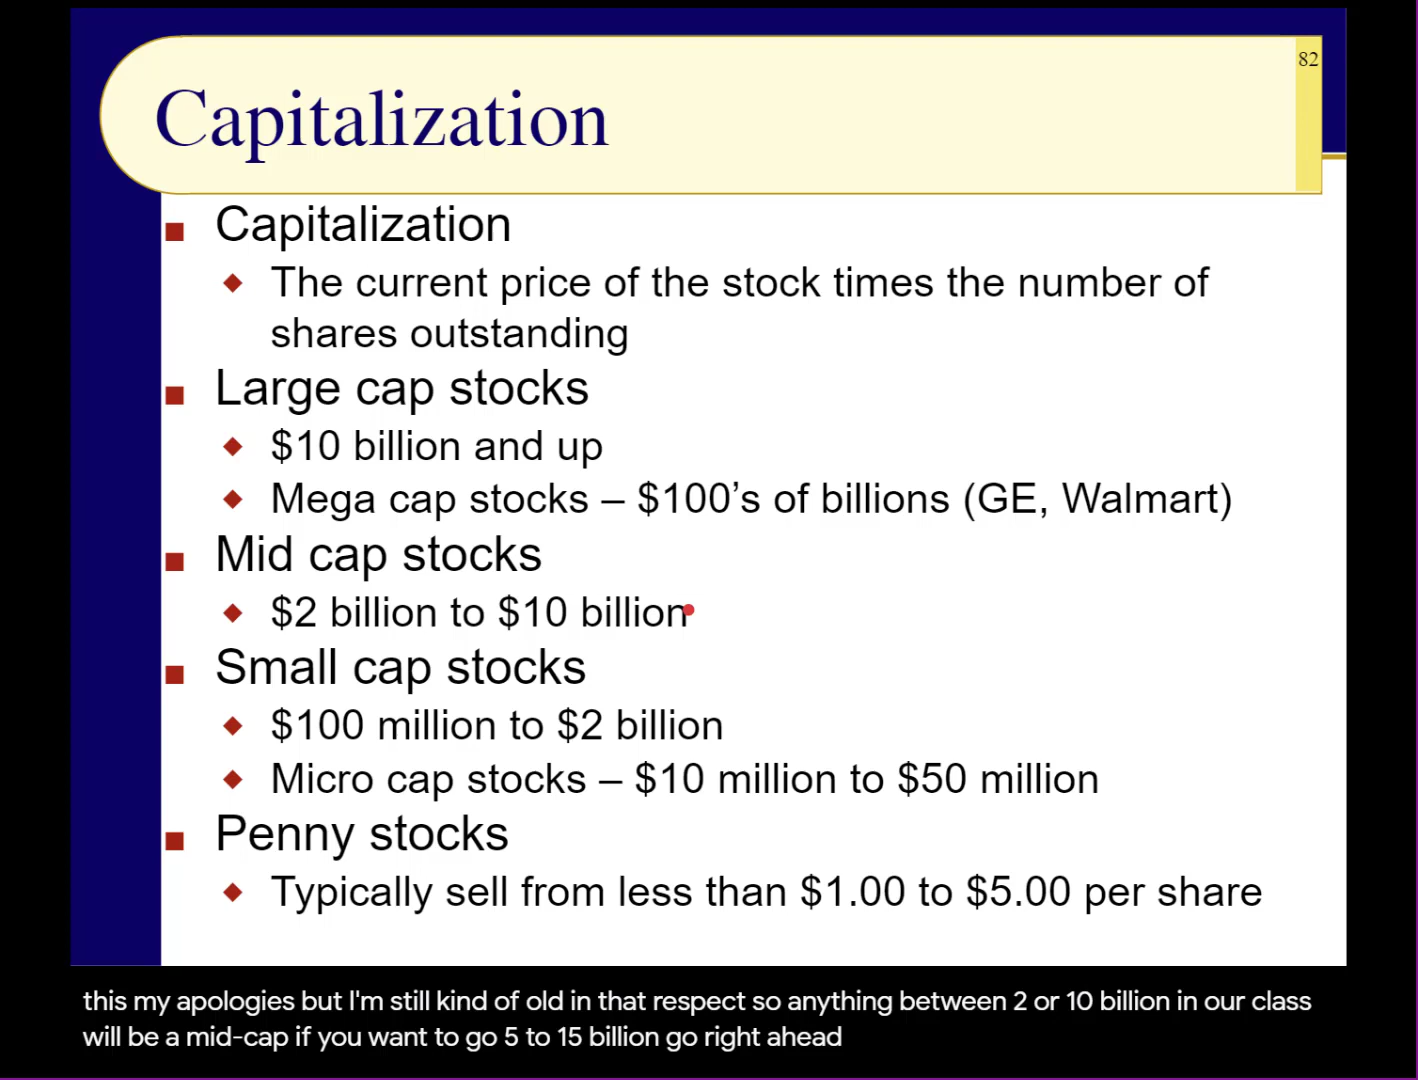 82
Capitalization
Capitalization
The current price of the stock times the number of
shares outstanding
Large cap stocks
$10 billion and up
Mega cap stocks – $100’s of billions (GE, Walmart)
Mid cap stocks
$2 billion to $10 billion
Small cap stocks
$100 million to $2 billion
Micro cap stocks – $10 million to $50 million
Penny stocks
Typically sell from less than $1.00 to $5.00 per share
this my apologies but I'm still kind of old in that respect so anything between 2 or 10 billion in our class
will be a mid-cap if you want to go 5 to 15 billion go right ahead